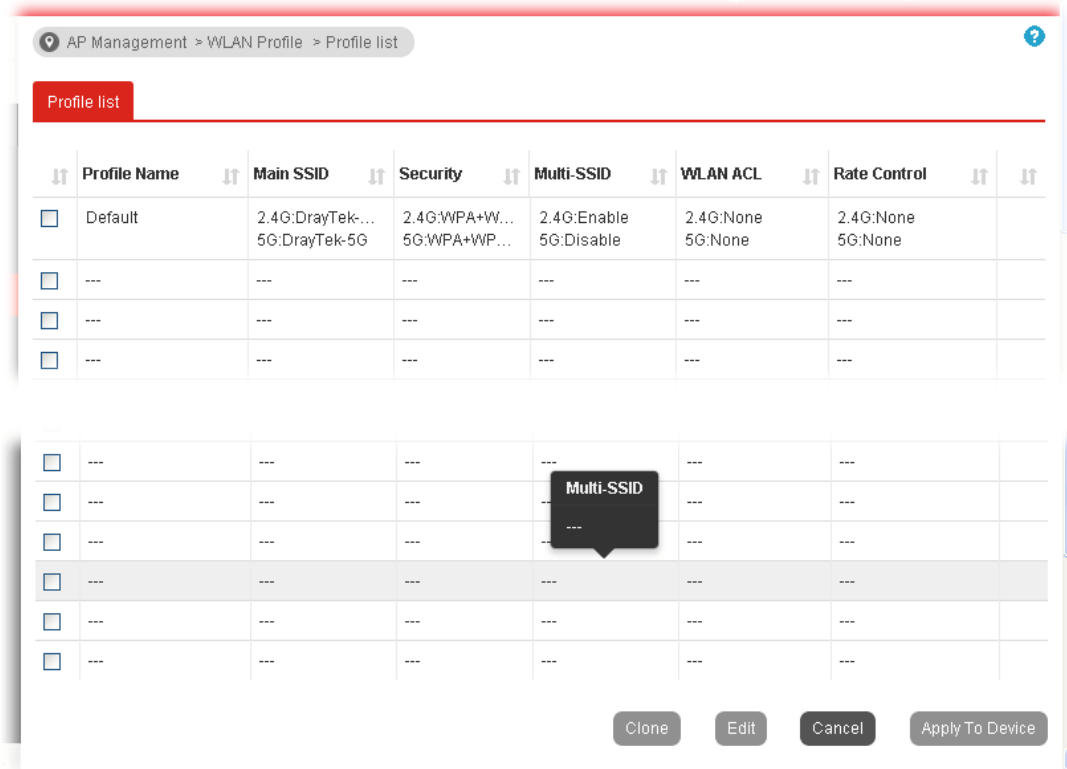 AP Management > WLAN Profile > Profile list
?
Profile list
Profile Name Main SSID Security Multi-SSID WLAN ACL Rate Control
Default 2.4G:DrayTek-... 2.4G:WPA+W... 2.4G:Enable 2.4G:None 2.4G:None
5G:DrayTek-5G 5G:WPA+WP... 5G:Disable 5G:None 5G:None
--- --- --- --- --- ---
--- --- --- --- --- ---
--- --- --- --- --- ---
--- --- --- --- --- ---
Multi-SSID
---
--- --- --- --- --- ---
--- --- --- --- --- ---
--- --- --- --- --- ---
--- --- --- --- --- ---
--- --- --- --- --- ---
Clone Edit Cancel Apply To Device